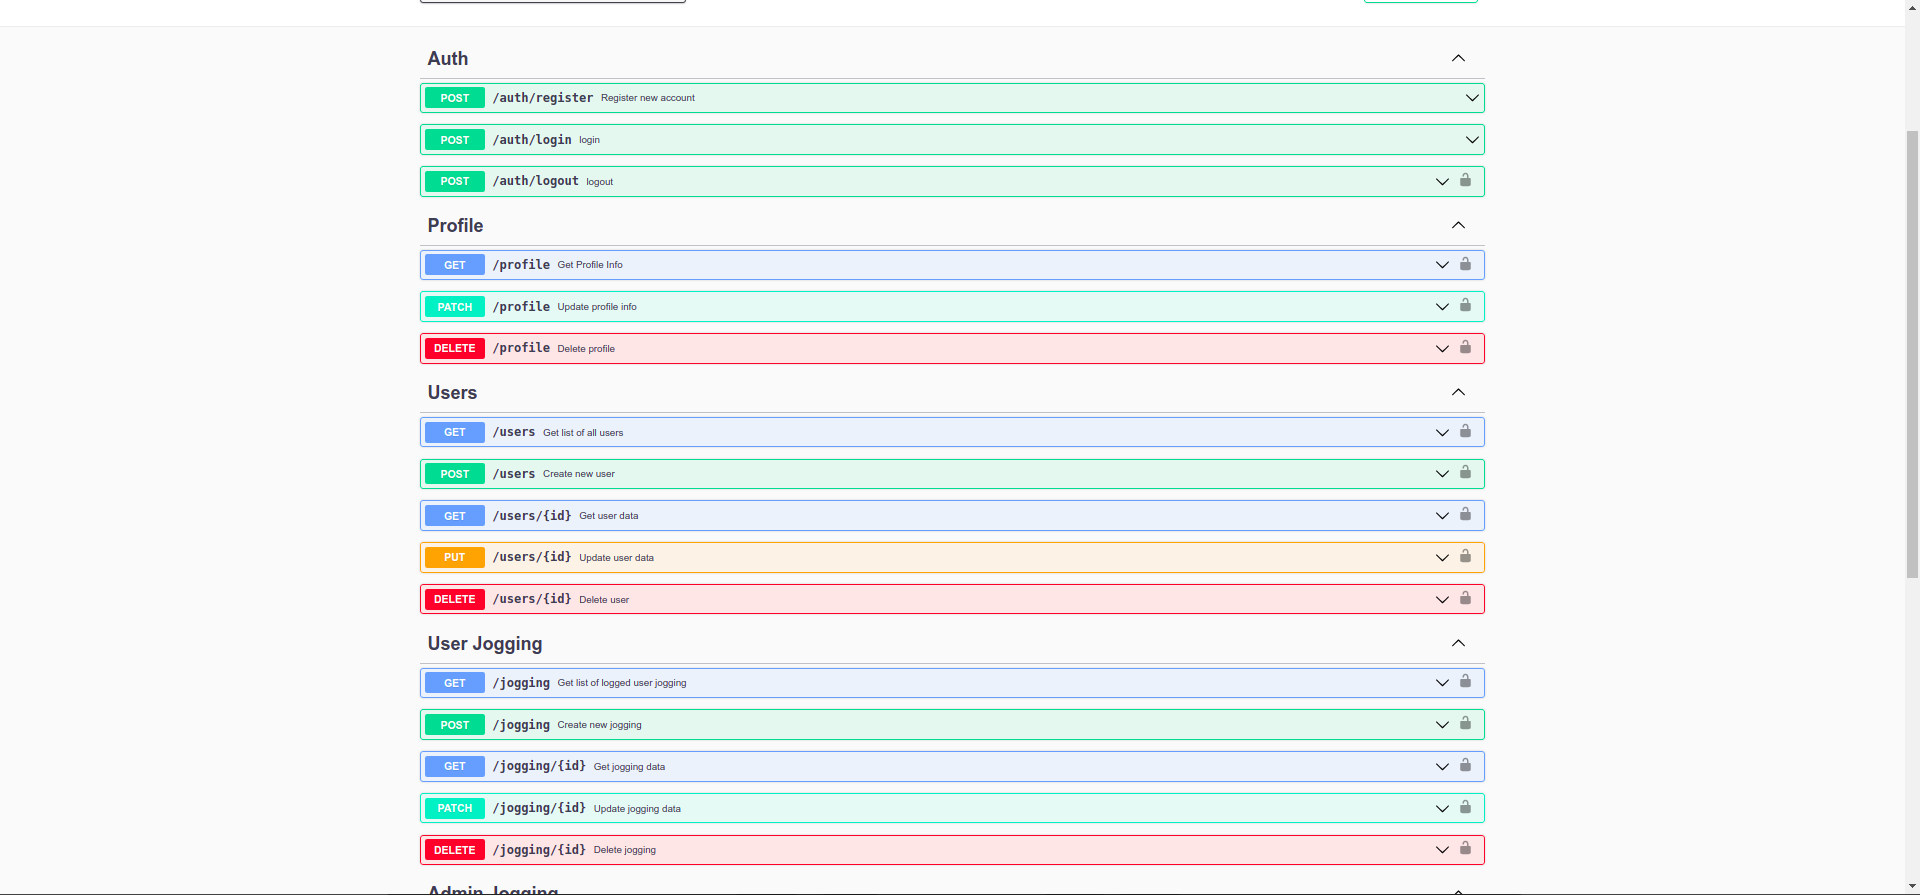 Auth
POST /auth/register Register new account
POST /auth/login login
POST /auth/logout logout
Profile
GET /profile Get Profile Info
PATCH /profile Update profile info
DELETE /profile Delete profile
Users
GET /users Get list of all users
POST /users Create new user
GET /users/{id} Get user data
PUT /users/{id} Update user data
DELETE /users/{id} Delete user
User Jogging
GET /jogging Get list of logged user jogging
POST /jogging Create new jogging
GET /jogging/{id} Get jogging data
PATCH /jogging/{id} Update jogging data
DELETE /jogging/{id} Delete jogging
Admin Jogging